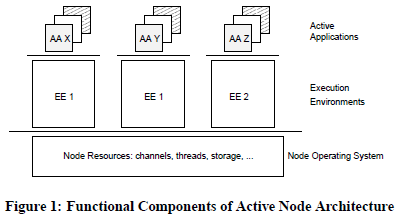 AA X
AA Y
AA Z
Active
Applications
EE 1
EE 1
EE 2
Execution
Environments
Node Resources: channels, threads, storage, ...
Node Operating System
Figure 1: Functional Components of Active Node Architecture